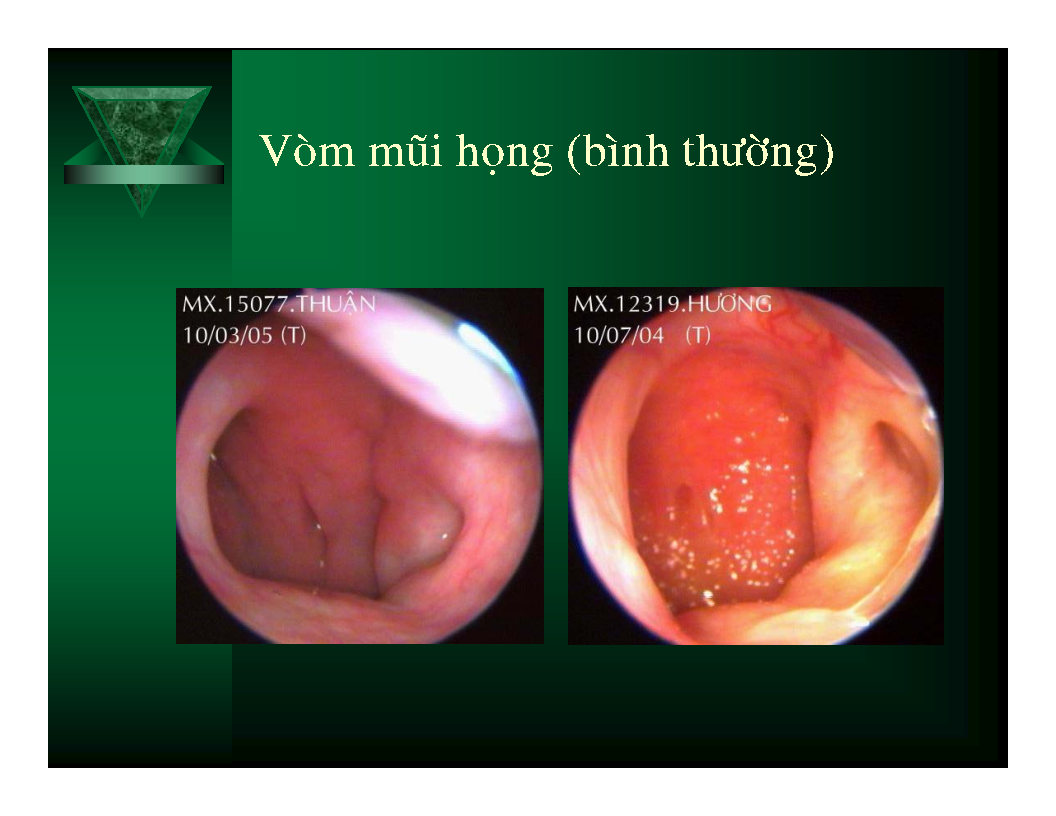 Vòm mũi họng (bình thường)
MX.15077.THUẬN
10/03/05 (T)
MX.12319.HƯƠNG
10/07/04 (T)